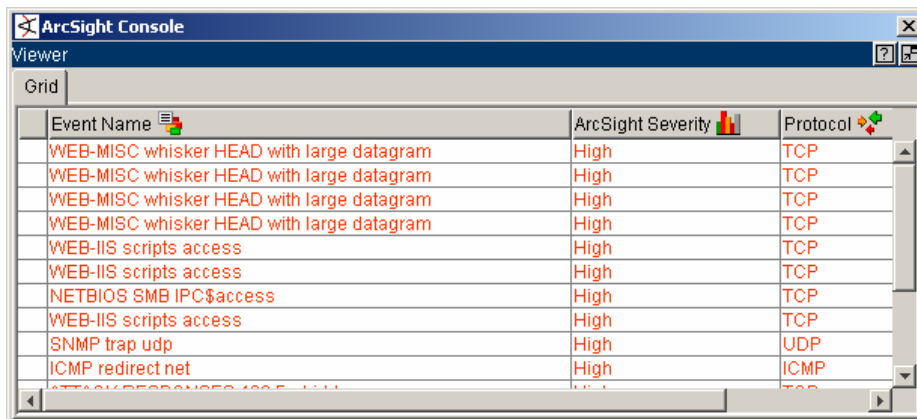 ArcSight Console
Viewer
Grid
Event Name ArcSight Severity Protocol
WEB-MISC whisker HEAD with large datagram High TCP
WEB-MISC whisker HEAD with large datagram High TCP
WEB-MISC whisker HEAD with large datagram High TCP
WEB-MISC whisker HEAD with large datagram High TCP
WEB-IIS scripts access High TCP
WEB-IIS scripts access High TCP
NETBIOS SMB IPC$access High TCP
WEB-IIS scripts access High TCP
SNMP trap udp High UDP
ICMP redirect net High ICMP